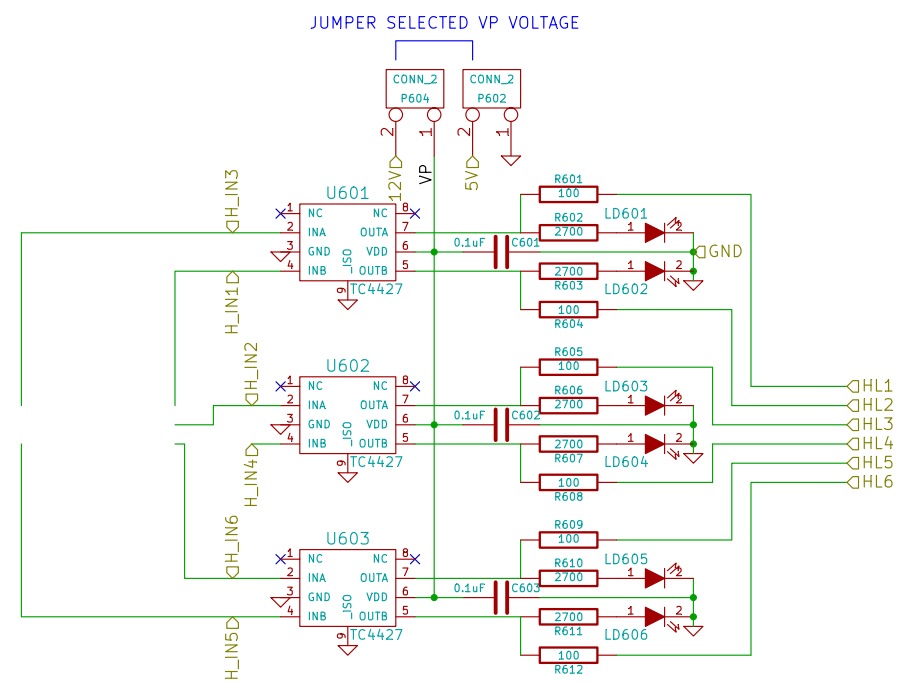 JUMPER SELECTED VP VOLTAGE
CONN_2
P604
CONN_2
P602
2
1
2
1
12V
VP
5V
H_IN3
U601
1 NC
NC 8
2 INA
OUTA 7
3 GND
VDD 6
4 INB
OUTB 5
_ISO
9
TC4427
H_IN1
0.1uF
C601
R601
100
R602
2700
1
LD601
2
GND
2700
R603
1
2
LD602
100
R604
H_IN2
U602
1 NC
NC 8
2 INA
OUTA 7
3 GND
VDD 6
4 INB
OUTB 5
_ISO
9
TC4427
H_IN4
0.1uF
C602
R605
100
R606
2700
1
LD603
2
2700
R607
1
2
LD604
100
R608
HL1
HL2
HL3
HL4
HL5
HL6
H_IN6
U603
1 NC
NC 8
2 INA
OUTA 7
3 GND
VDD 6
4 INB
OUTB 5
_ISO
9
TC4427
H_IN5
0.1uF
C603
R609
100
R610
2700
1
LD605
2
2700
R611
1
2
LD606
100
R612